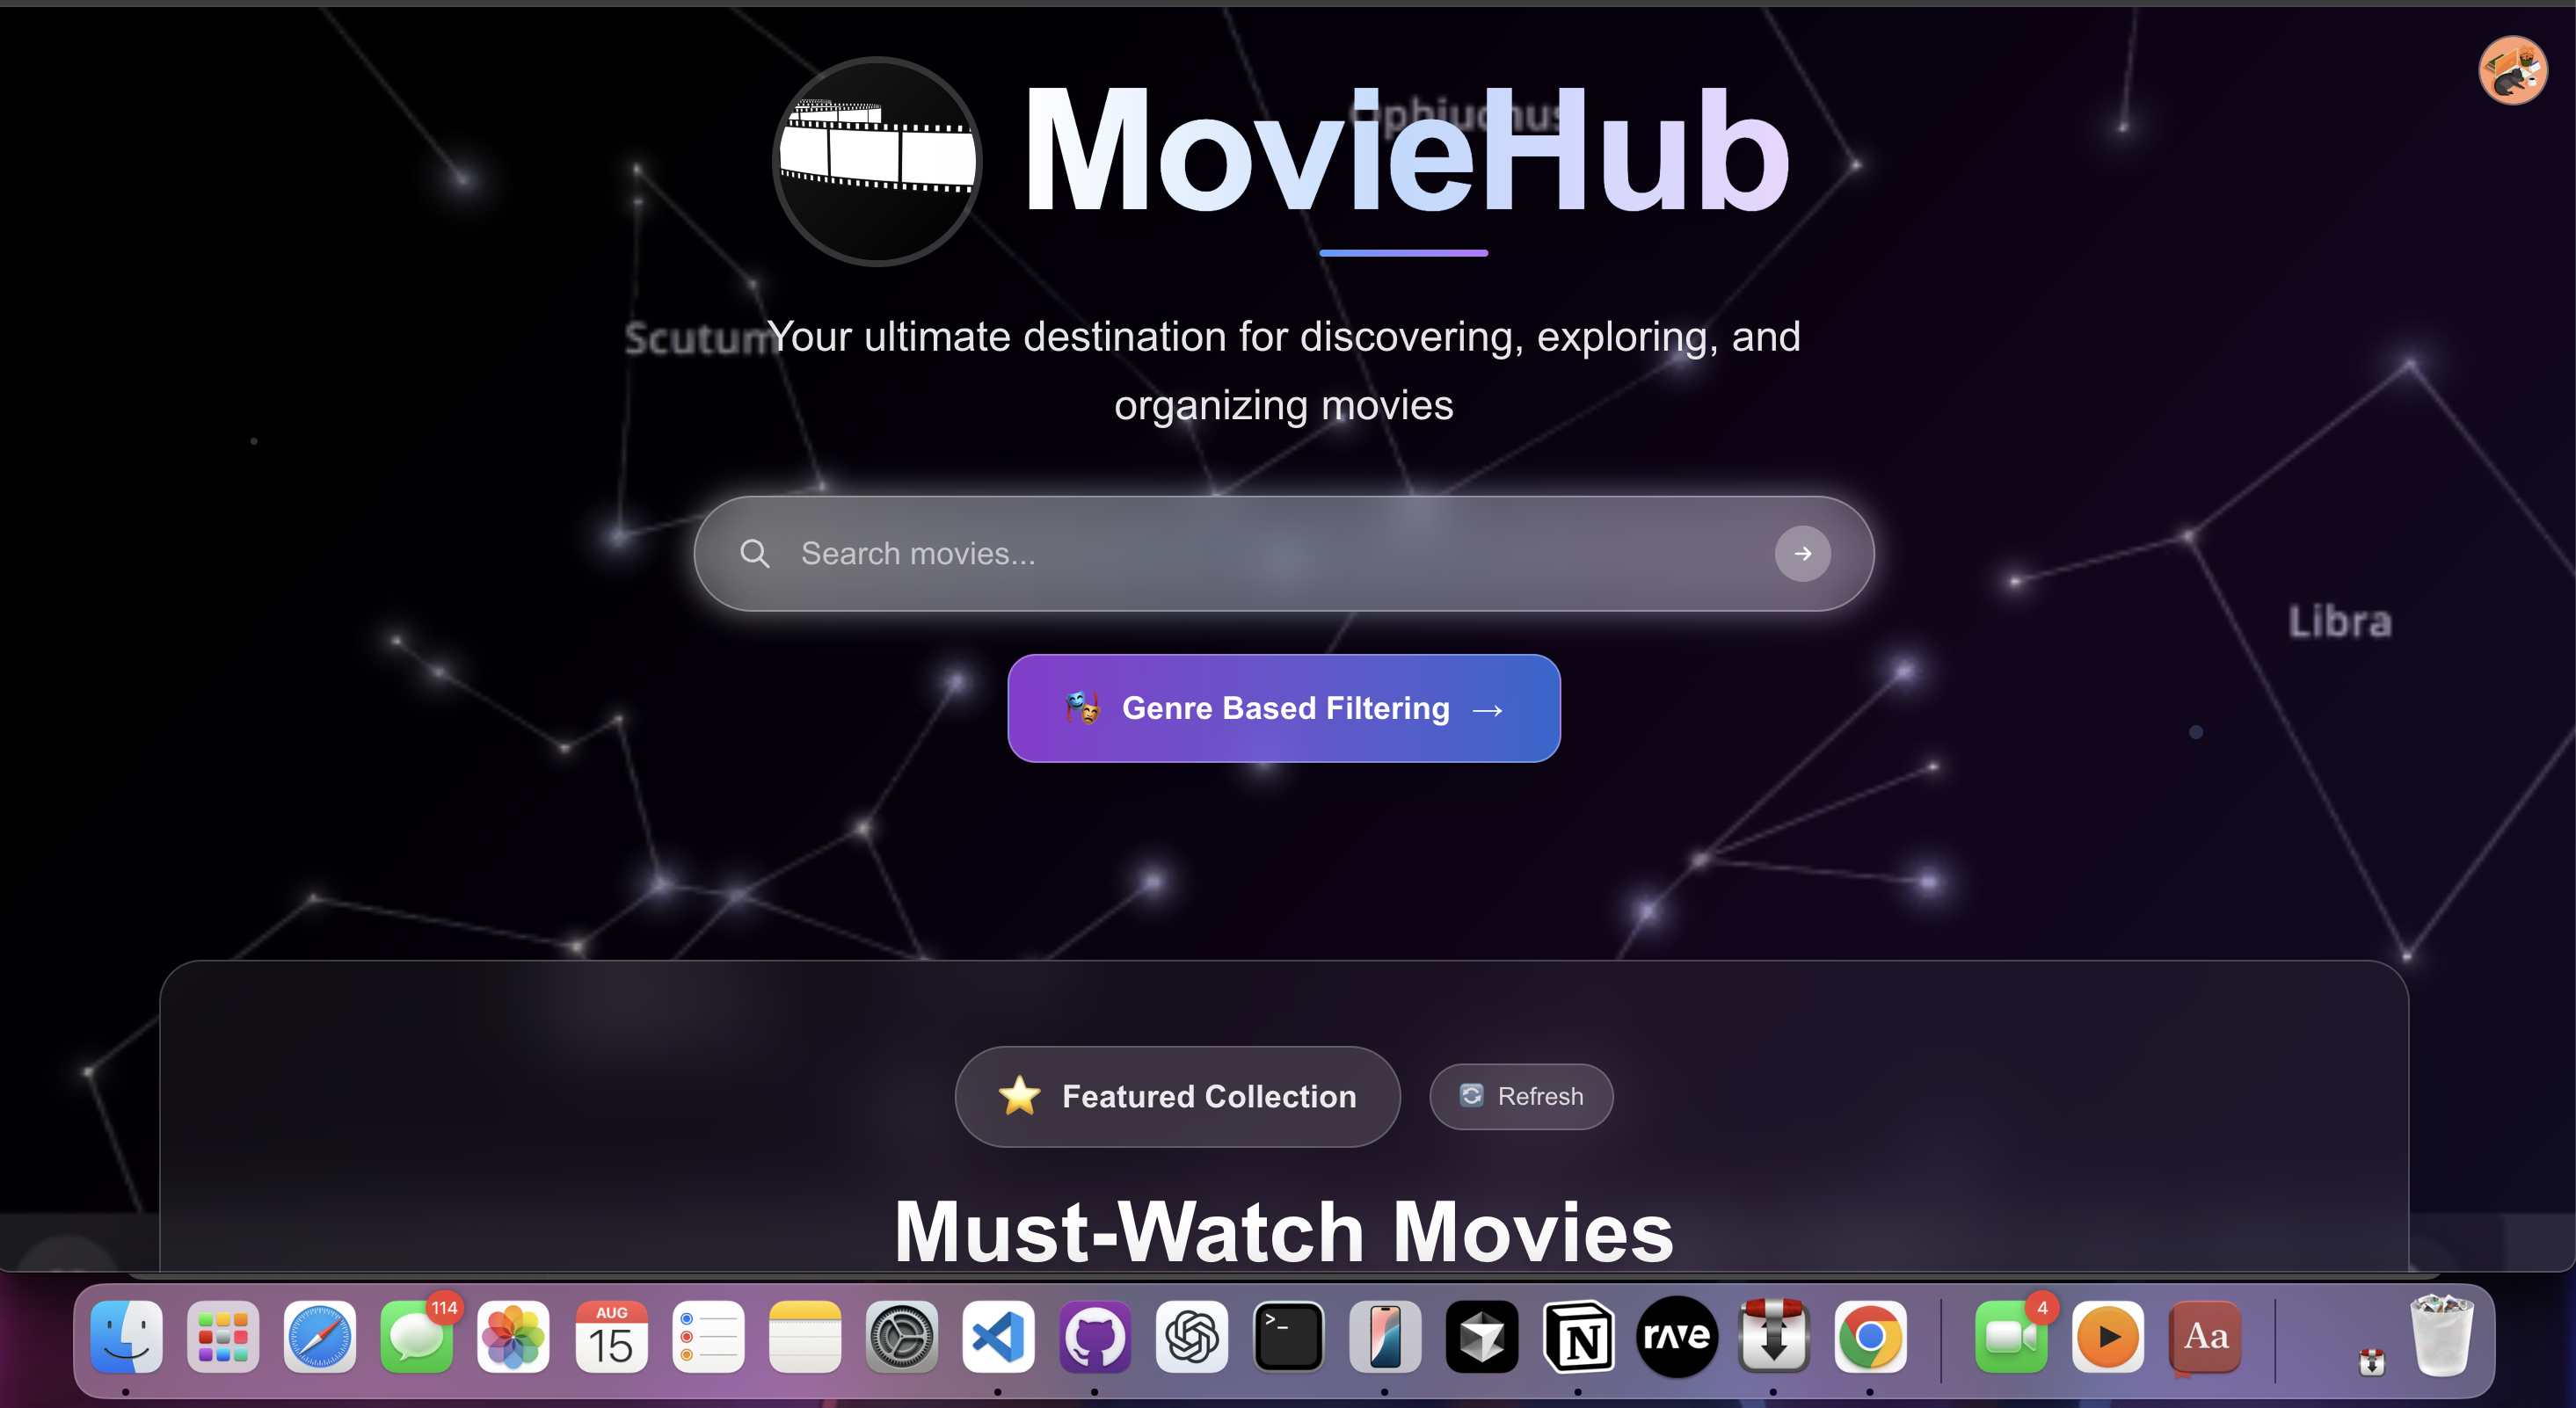 MovieHub
Ophiuchus
Scutum
Your ultimate destination for discovering, exploring, and
organizing movies
Search movies...
Libra
Genre Based Filtering →
Featured Collection
Refresh
Must-Watch Movies
114
AUG
15
>_
N
rave
4
Aa